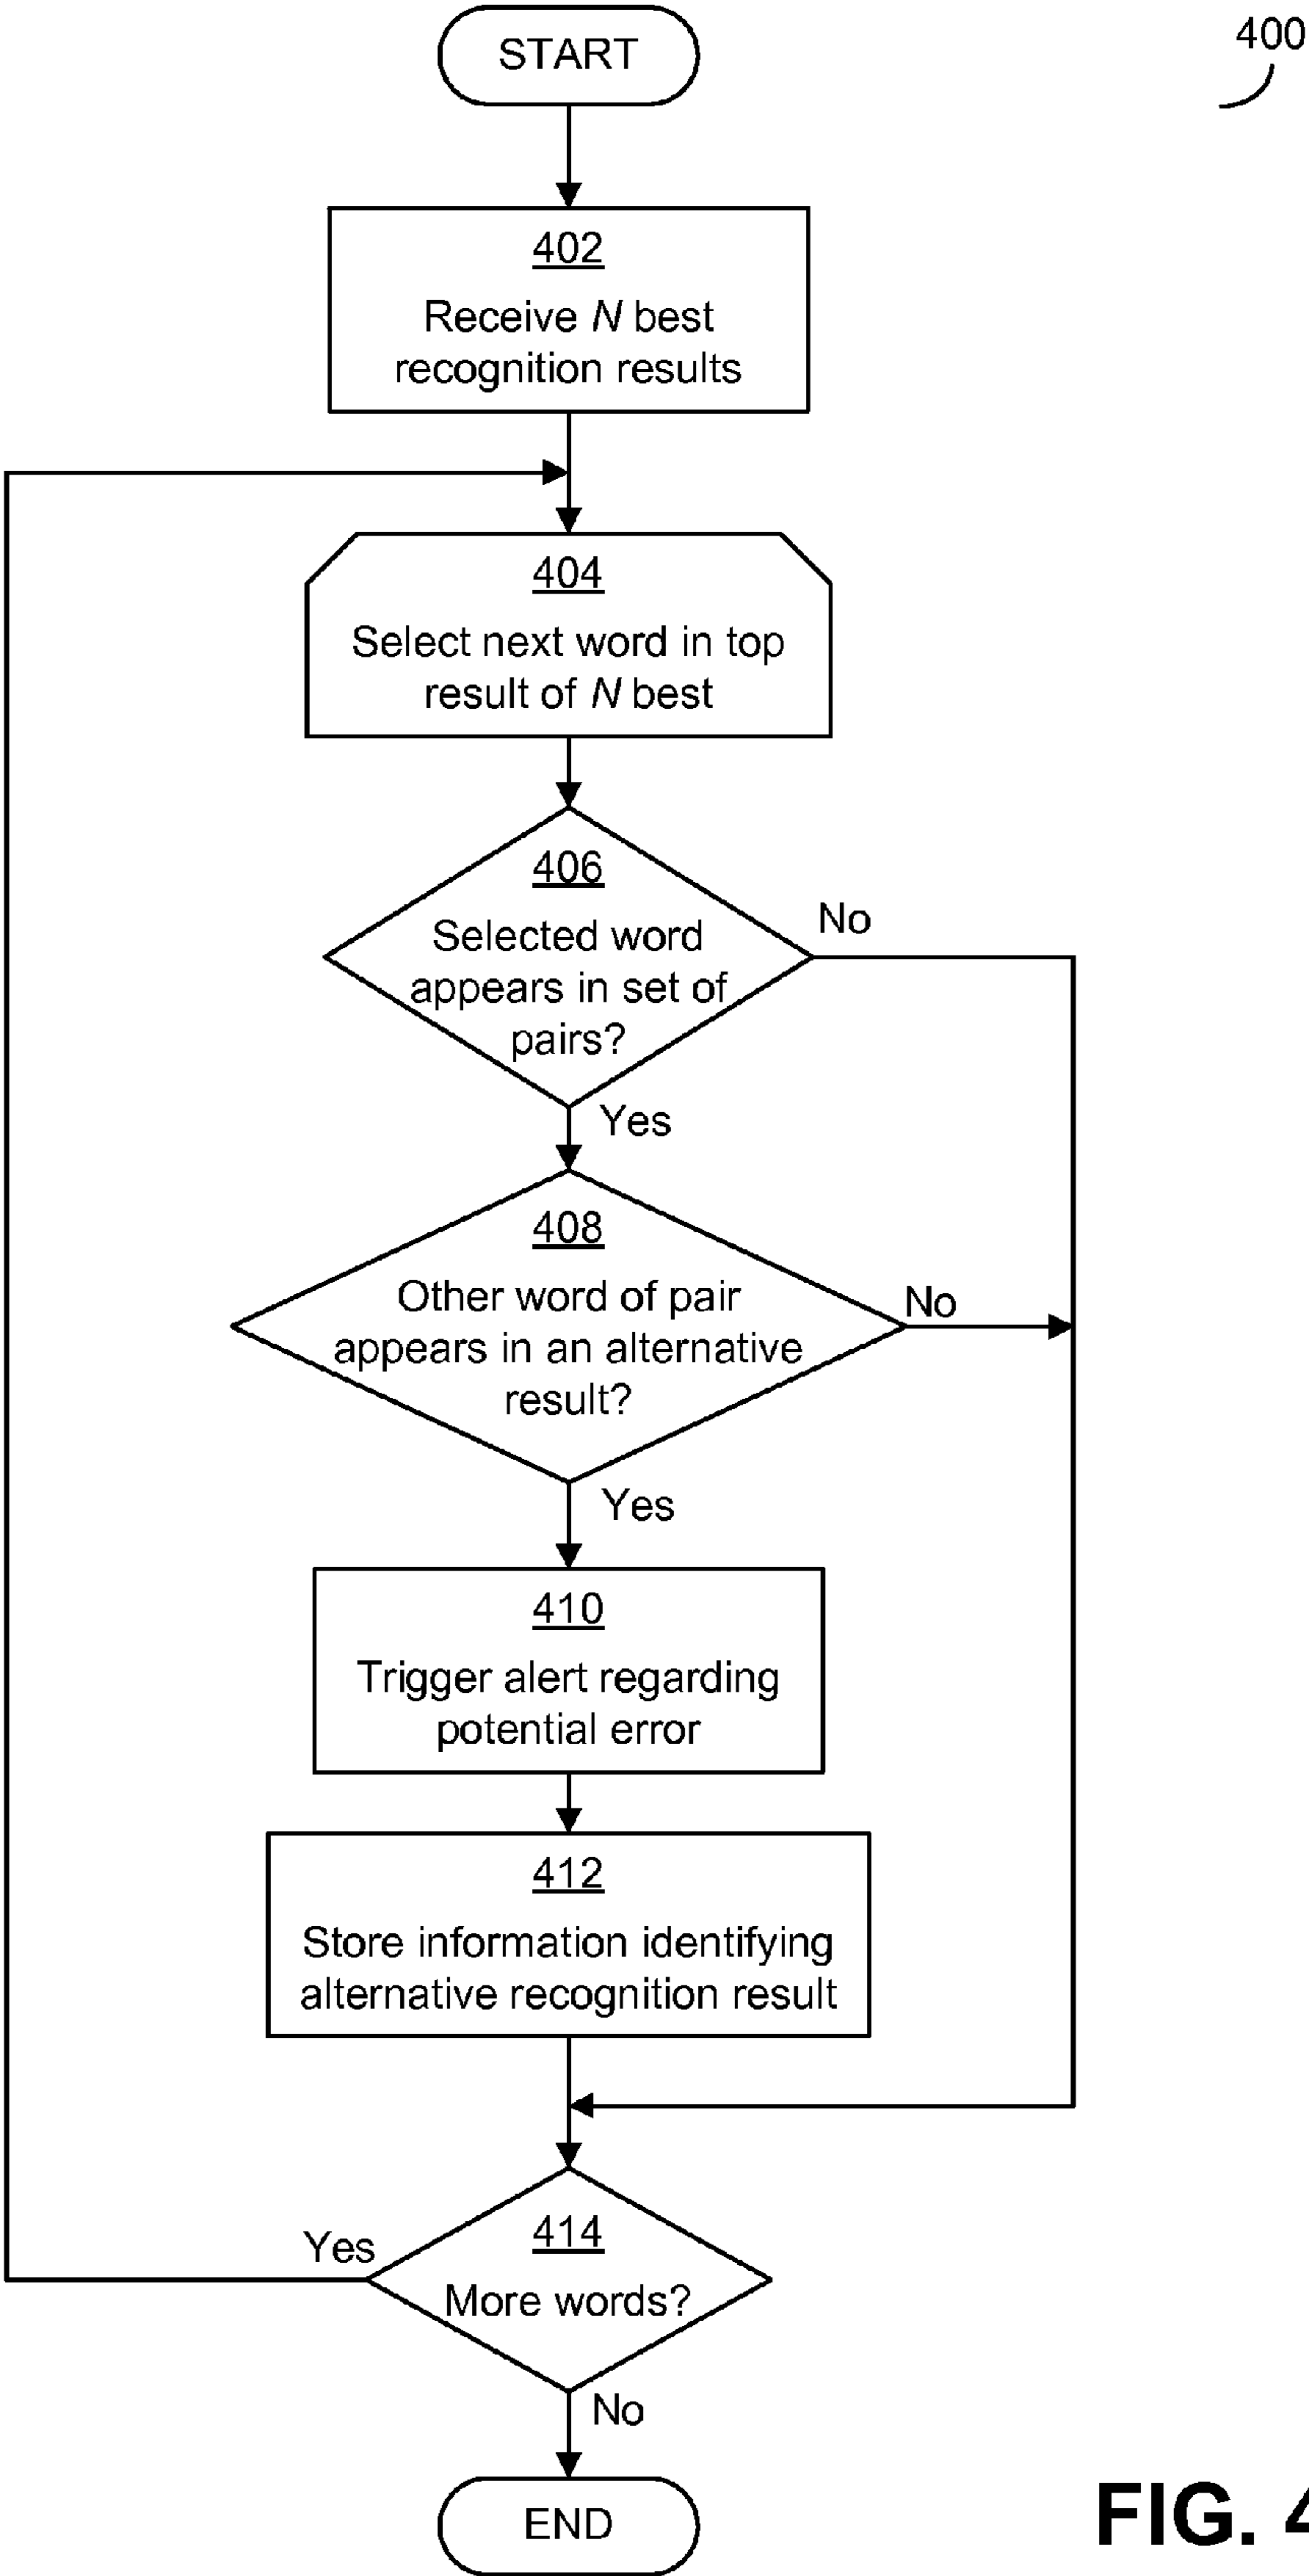 START
400
402
Receive N best
recognition results
404
Select next word in top
result of N best
406
Selected word
appears in set of
pairs?
No
Yes
408
Other word of pair
appears in an alternative
result?
No
Yes
410
Trigger alert regarding
potential error
412
Store information identifying
alternative recognition result
414
More words?
Yes
No
END
FIG. 4